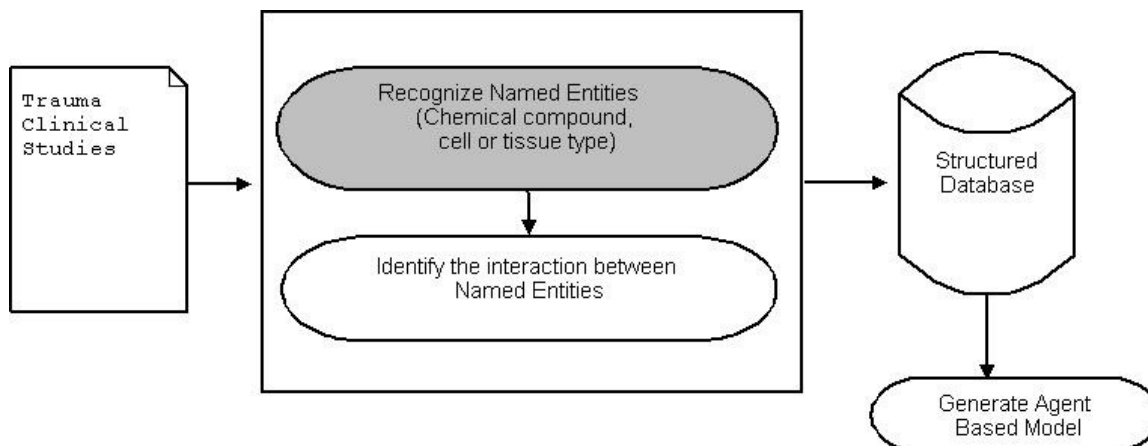 Trauma
Clinical
Studies
Recognize Named Entities
(Chemical compound,
cell or tissue type)
Identify the interaction between
Named Entities
Structured
Database
Generate Agent
Based Model